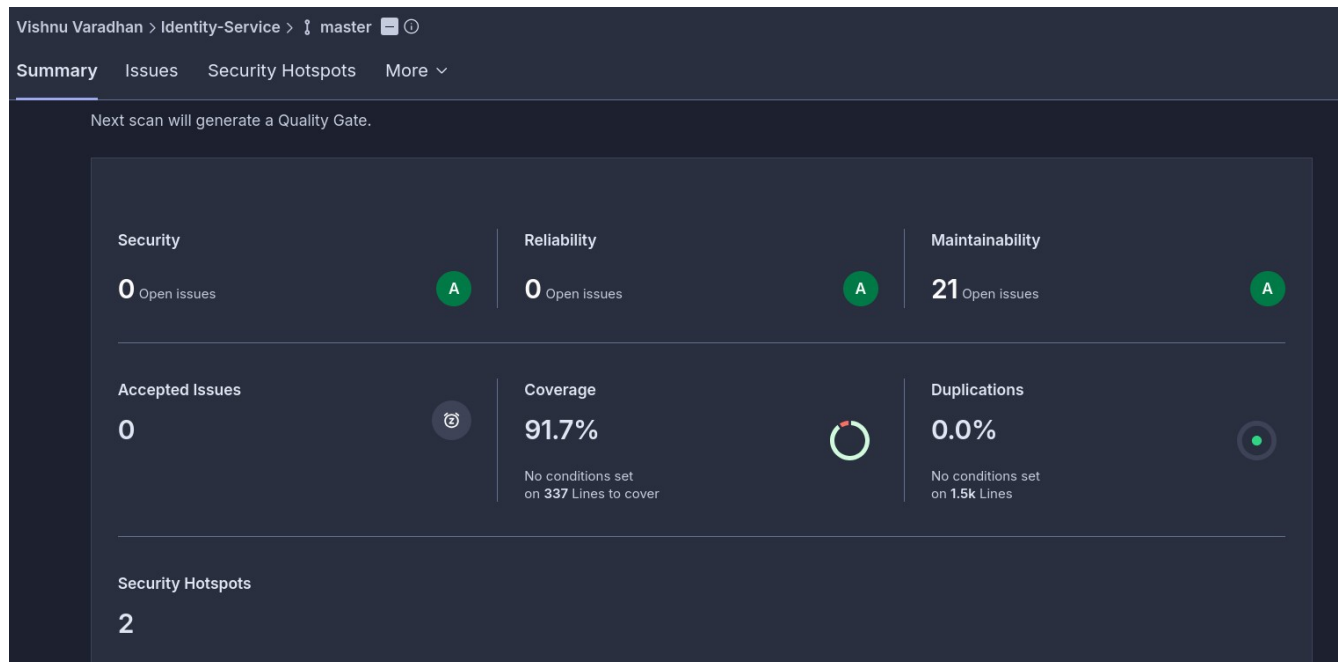 Vishnu Varadhan > Identity-Service > master
Summary Issues Security Hotspots More
Next scan will generate a Quality Gate.
Security
0 Open issues
A
Reliability
0 Open issues
A
Maintainability
21 Open issues
A
Accepted Issues
0
Coverage
91.7%
No conditions set
on 337 Lines to cover
Duplications
0.0%
No conditions set
on 1.5k Lines
Security Hotspots
2